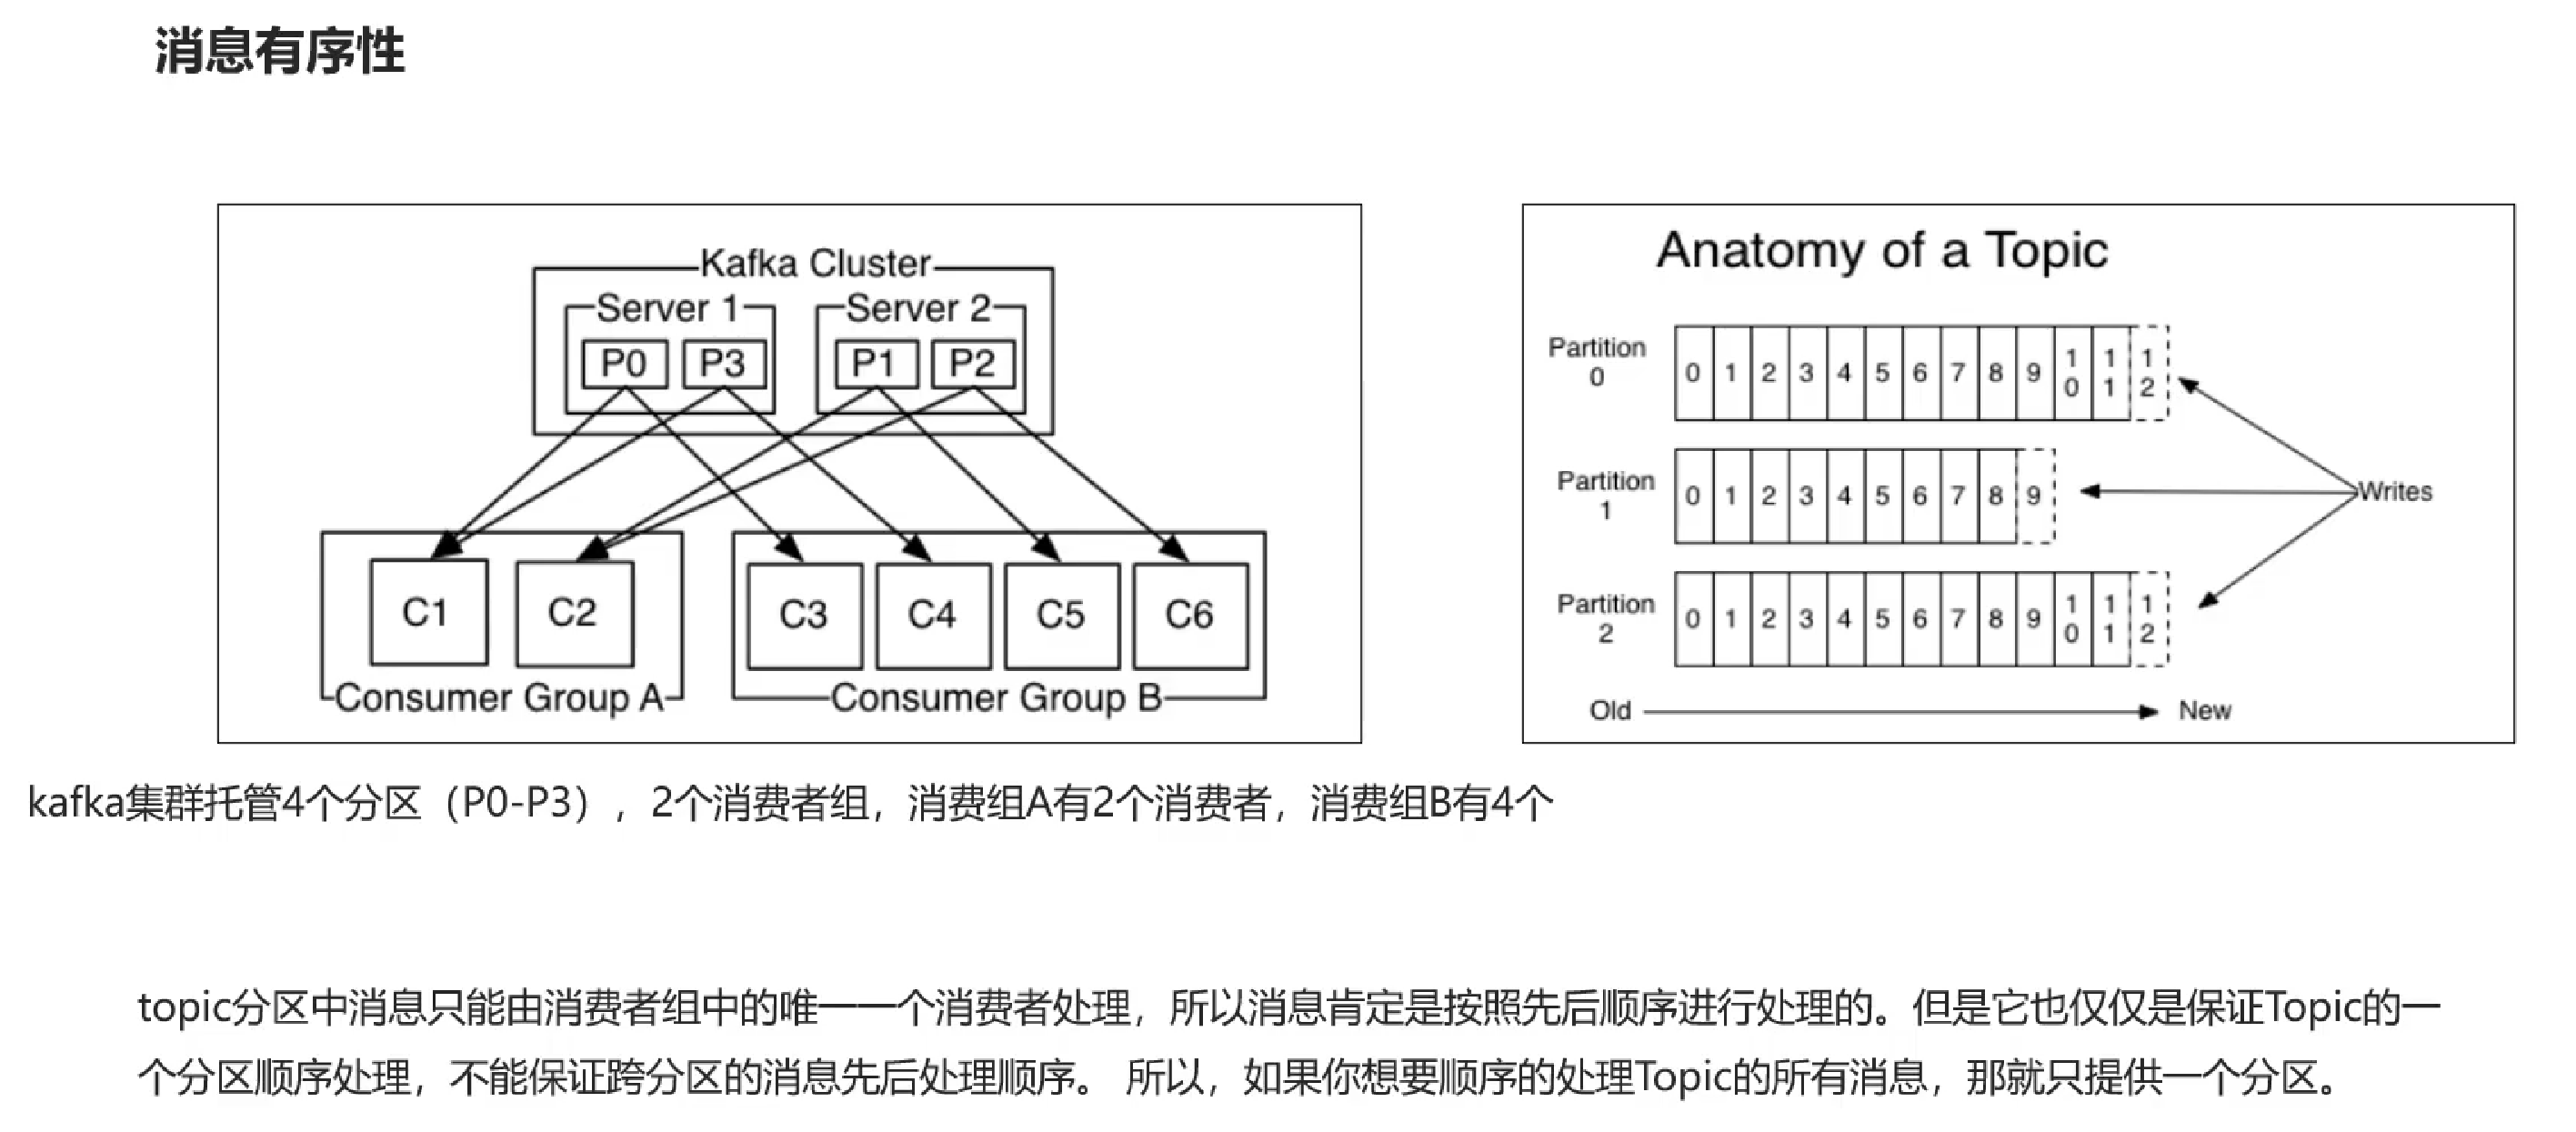 消息有序性
Kafka Cluster
Server 1
Server 2
P0
P3
P1
P2
C1
C2
C3
C4
C5
C6
Consumer Group A
Consumer Group B
Anatomy of a Topic
Partition
0
0 1 2 3 4 5 6 7 8 9 10 11 12
Partition
1
0 1 2 3 4 5 6 7 8 9
Writes
Partition
2
0 1 2 3 4 5 6 7 8 9 10 11 12
Old
New
kafka集群托管4个分区（P0-P3），2个消费者组，消费组A有2个消费者，消费组B有4个
topic分区中消息只能由消费者组中的唯一一个消费者处理，所以消息肯定是按照先后顺序进行处理的。但是它也仅仅是保证Topic的一
个分区顺序处理，不能保证跨分区的消息先后处理顺序。 所以，如果你想要顺序的处理Topic的所有消息，那就只提供一个分区。